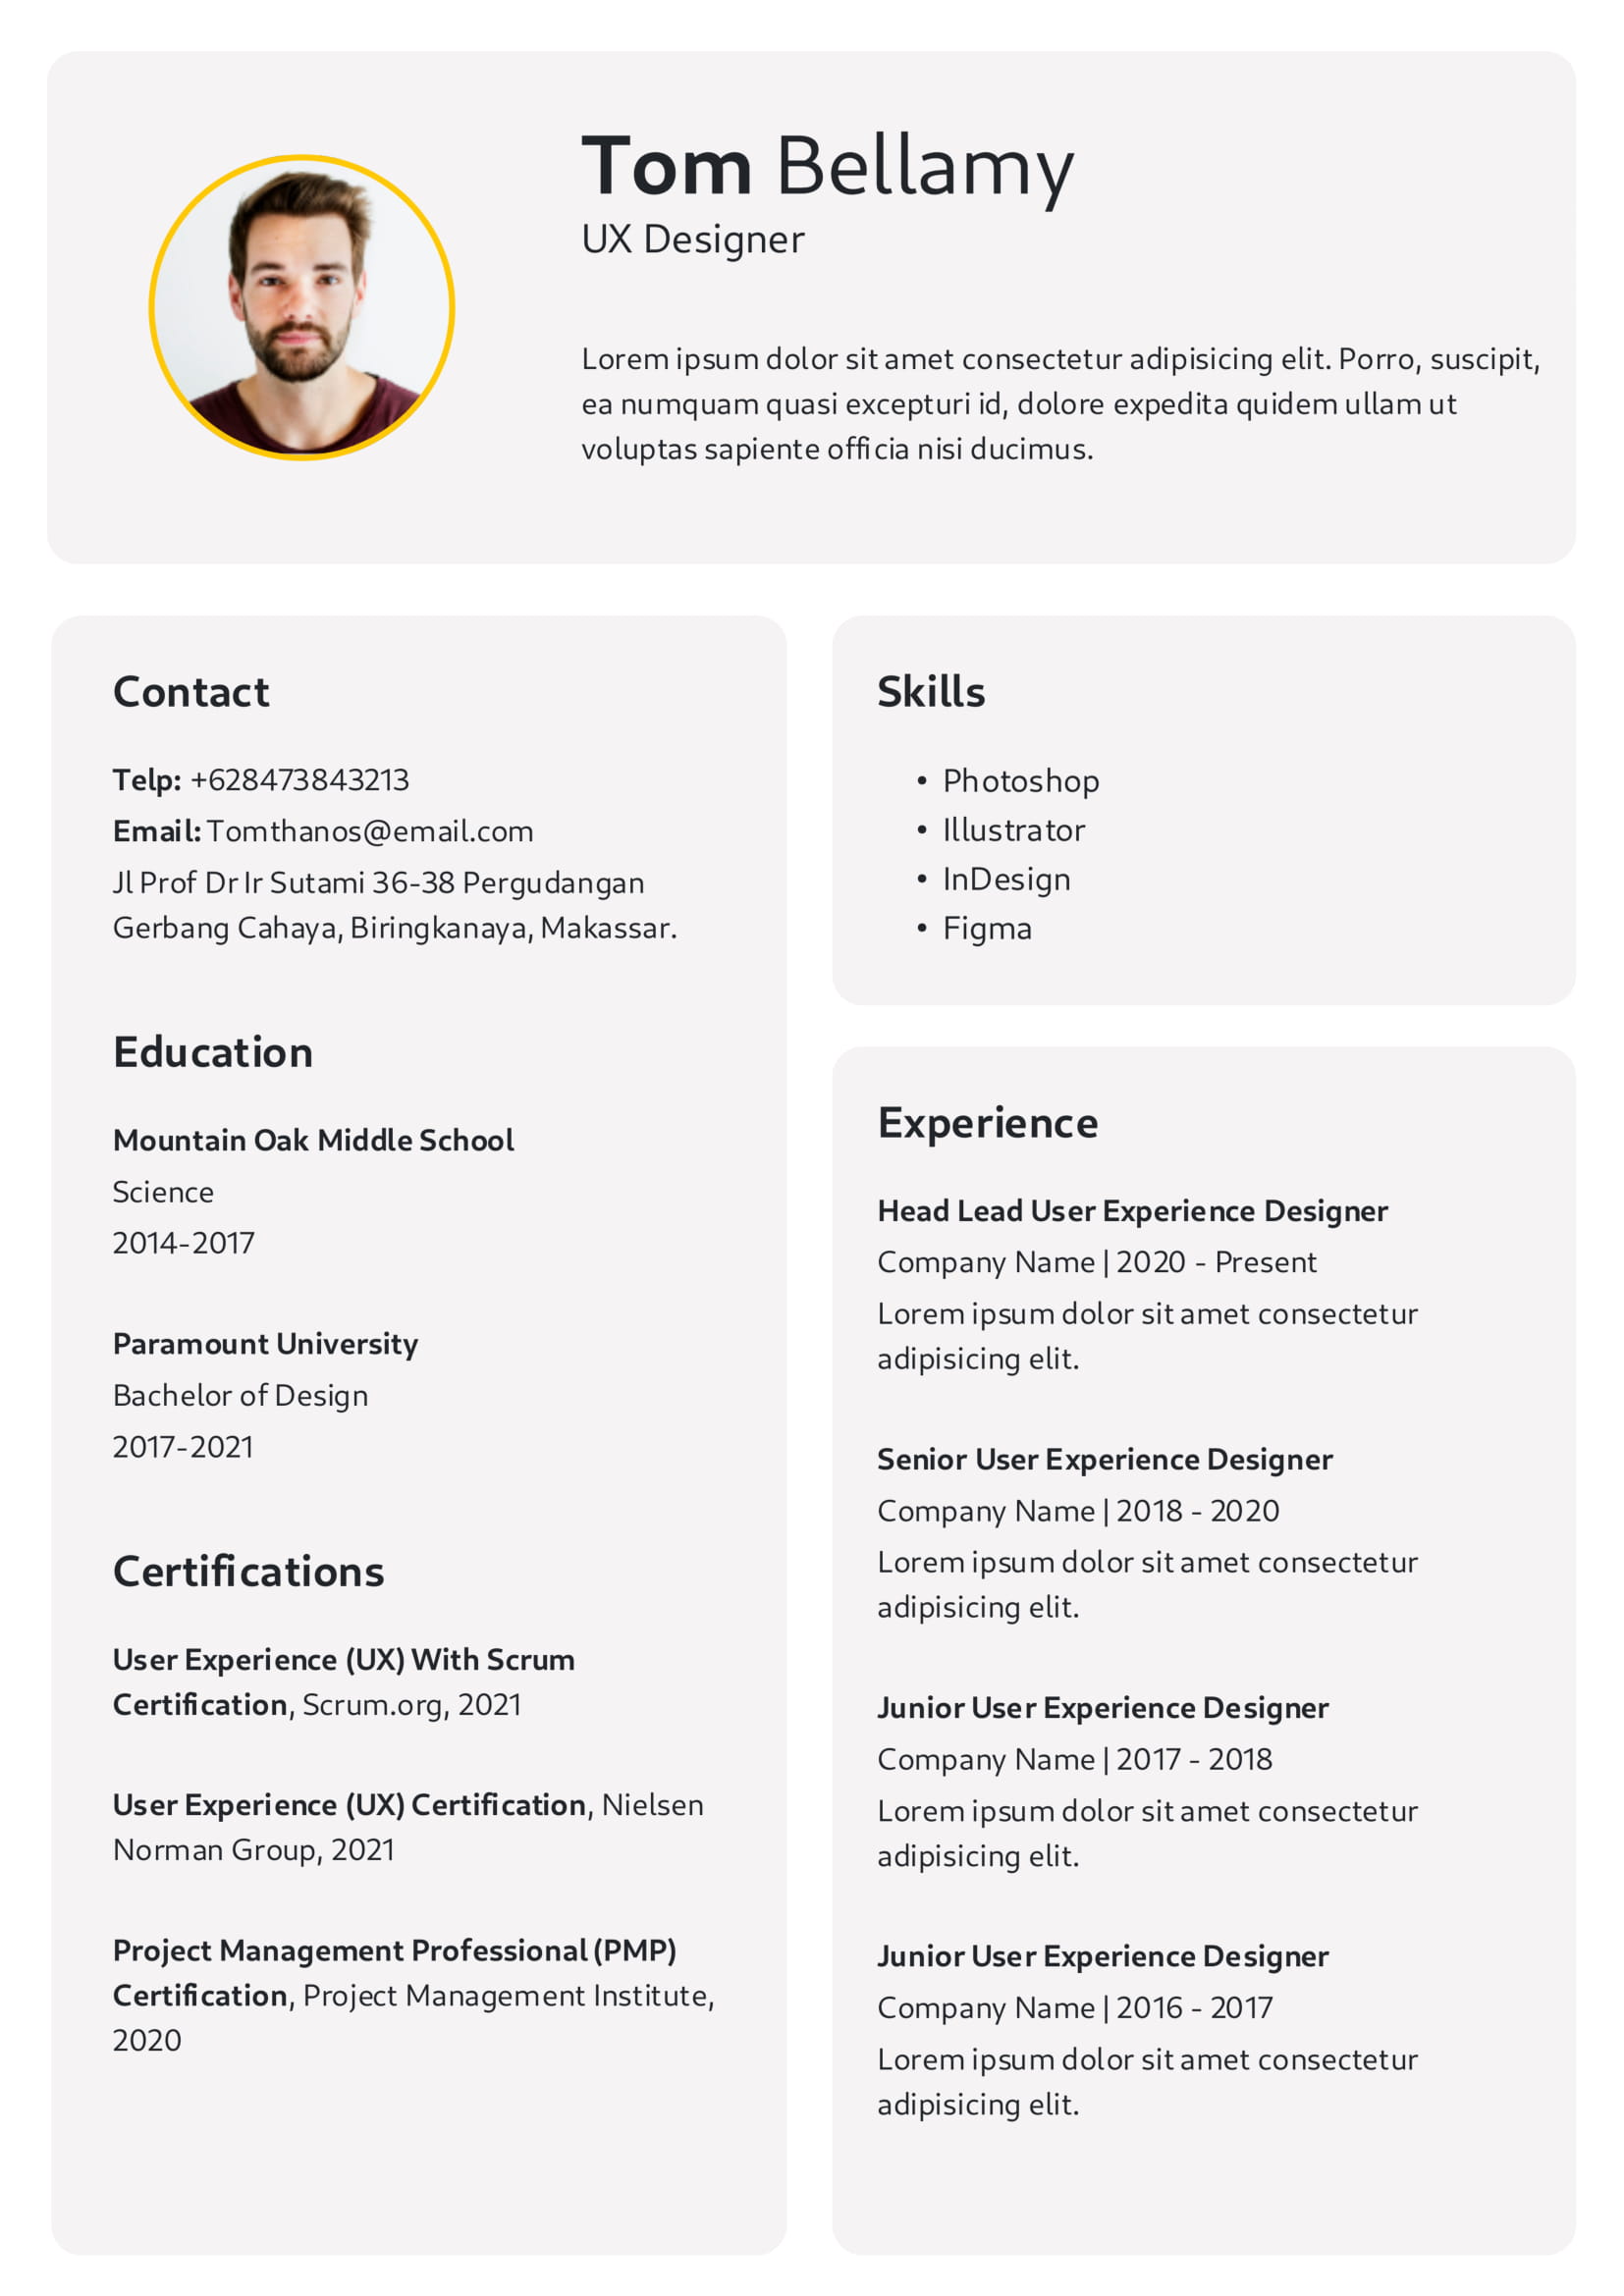 Tom Bellamy
UX Designer
Lorem ipsum dolor sit amet consectetur adipisicing elit. Porro, suscipit,
ea numquam quasi excepturi id, dolore expedita quidem ullam ut
voluptas sapiente officia nisi ducimus.
Contact
Telp: +628473843213
Email: Tomthanos@email.com
Jl Prof Dr Ir Sutami 36-38 Pergudangan
Gerbang Cahaya, Biringkanaya, Makassar.
Education
Mountain Oak Middle School
Science
2014-2017
Paramount University
Bachelor of Design
2017-2021
Certifications
User Experience (UX) With Scrum
Certification, Scrum.org, 2021
User Experience (UX) Certification, Nielsen
Norman Group, 2021
Project Management Professional (PMP)
Certification, Project Management Institute,
2020
Skills
• Photoshop
• Illustrator
• InDesign
• Figma
Experience
Head Lead User Experience Designer
Company Name | 2020 - Present
Lorem ipsum dolor sit amet consectetur
adipisicing elit.
Senior User Experience Designer
Company Name | 2018 - 2020
Lorem ipsum dolor sit amet consectetur
adipisicing elit.
Junior User Experience Designer
Company Name | 2017 - 2018
Lorem ipsum dolor sit amet consectetur
adipisicing elit.
Junior User Experience Designer
Company Name | 2016 - 2017
Lorem ipsum dolor sit amet consectetur
adipisicing elit.